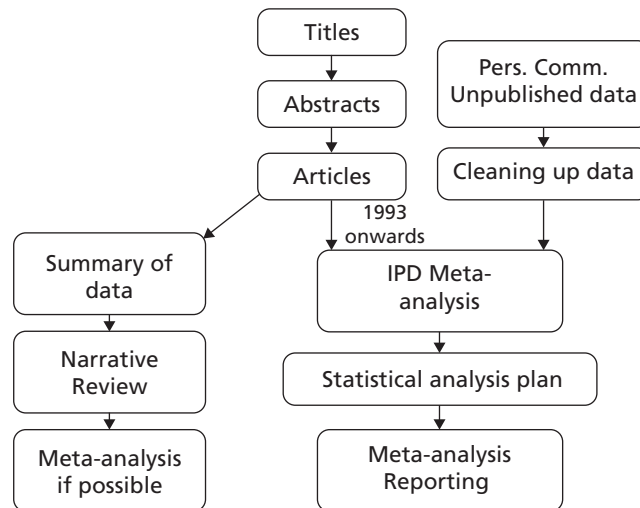 Titles
Pers. Comm.
Unpublished data
Abstracts
Articles
Cleaning up data
1993
onwards
Summary of
data
IPD Meta-
analysis
Narrative
Review
Statistical analysis plan
Meta-analysis
if possible
Meta-analysis
Reporting